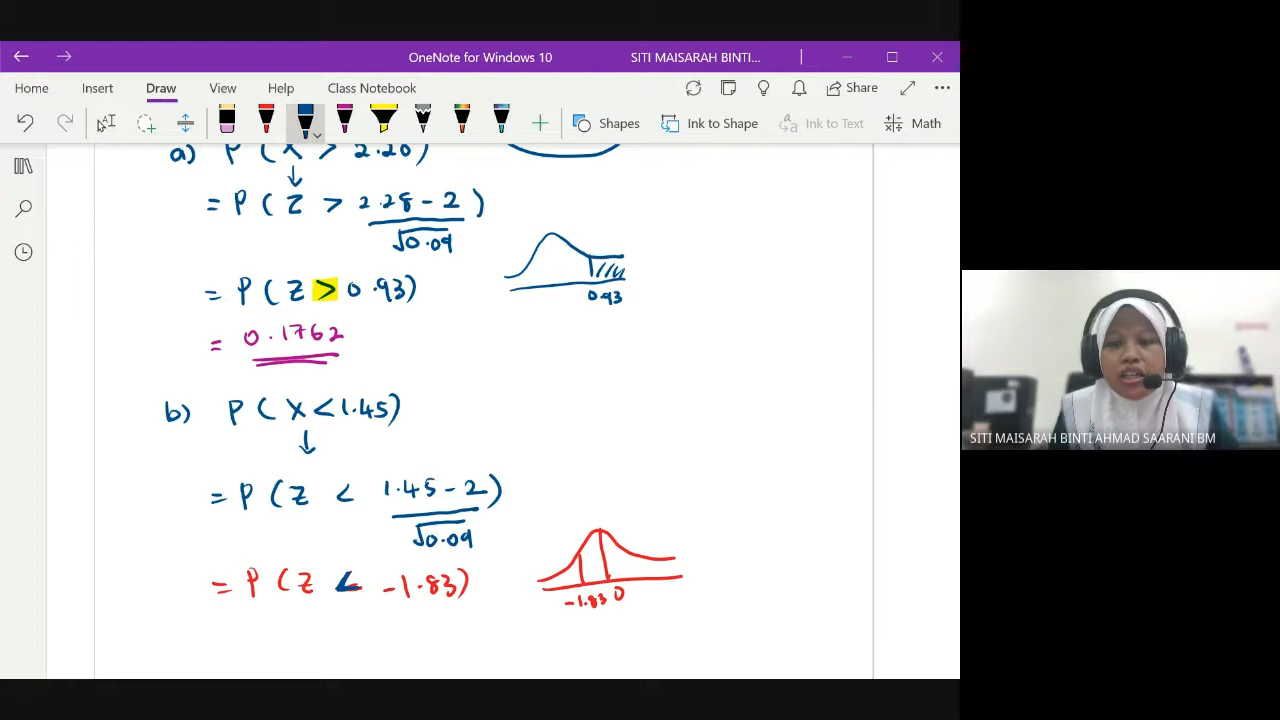 OneNote for Windows 10 SITI MAISARAH BINTI...
Home Insert Draw View Help Class Notebook Share
Shapes Ink to Shape Ink to Text Math
a) P ( X > 2.28)
= P ( Z > 2.28 - 2 )
√0.09
= P ( Z > 0.93)
0.93
= 0.1762
b) P ( X < 1.45)
= P ( Z < 1.45 - 2 )
√0.09
= P ( Z < -1.83)
-1.83 0
SITI MAISARAH BINTI AHMAD SAARANI BM